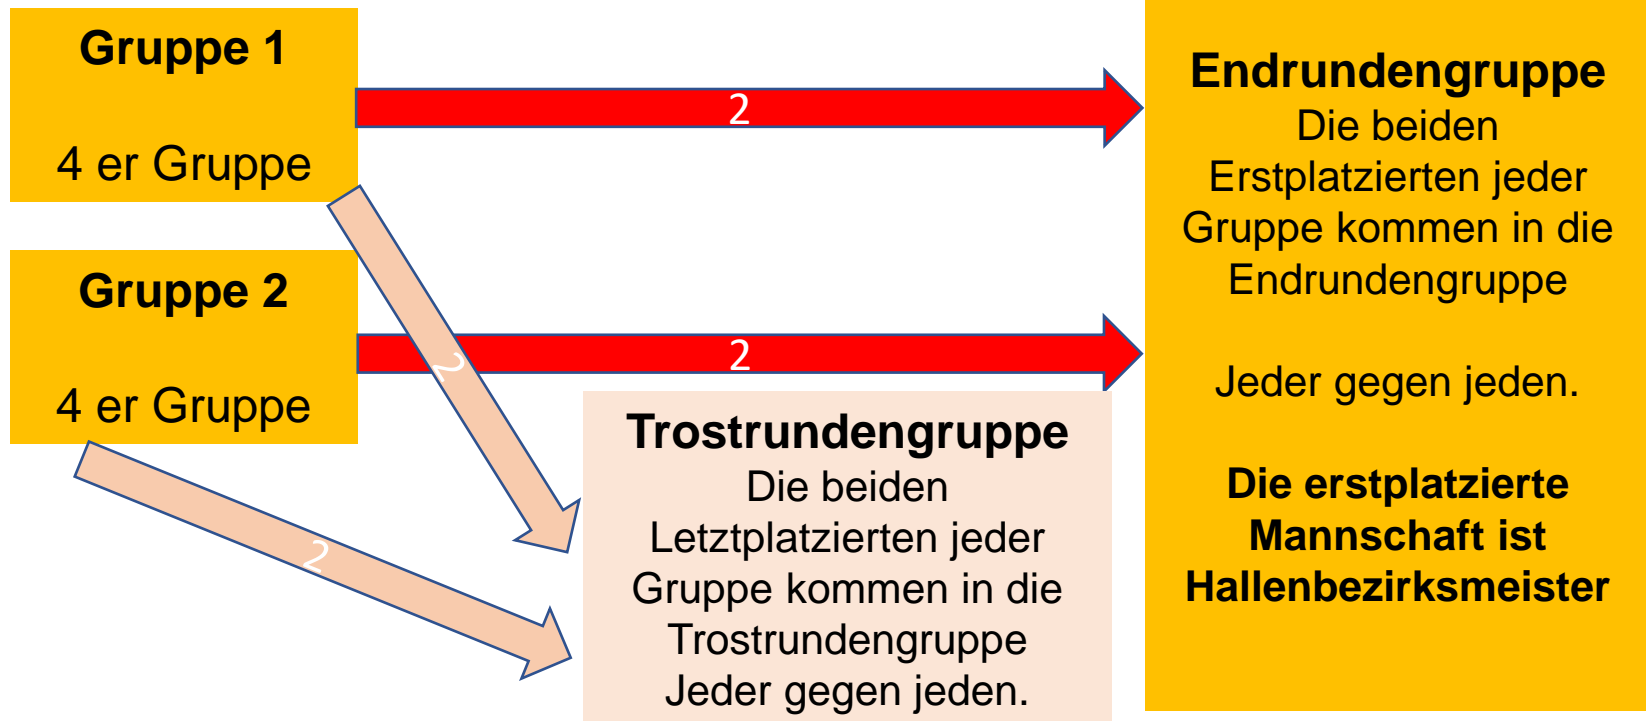 Gruppe 1
4 er Gruppe
2
Gruppe 2
4 er Gruppe
2
2
2
Trostrundengruppe
Die beiden
Letztplatzierten jeder
Gruppe kommen in die
Trostrundengruppe
Jeder gegen jeden.
Endrundengruppe
Die beiden
Erstplatzierten jeder
Gruppe kommen in die
Endrundengruppe
Jeder gegen jeden.
Die erstplatzierte
Mannschaft ist
Hallenbezirksmeister